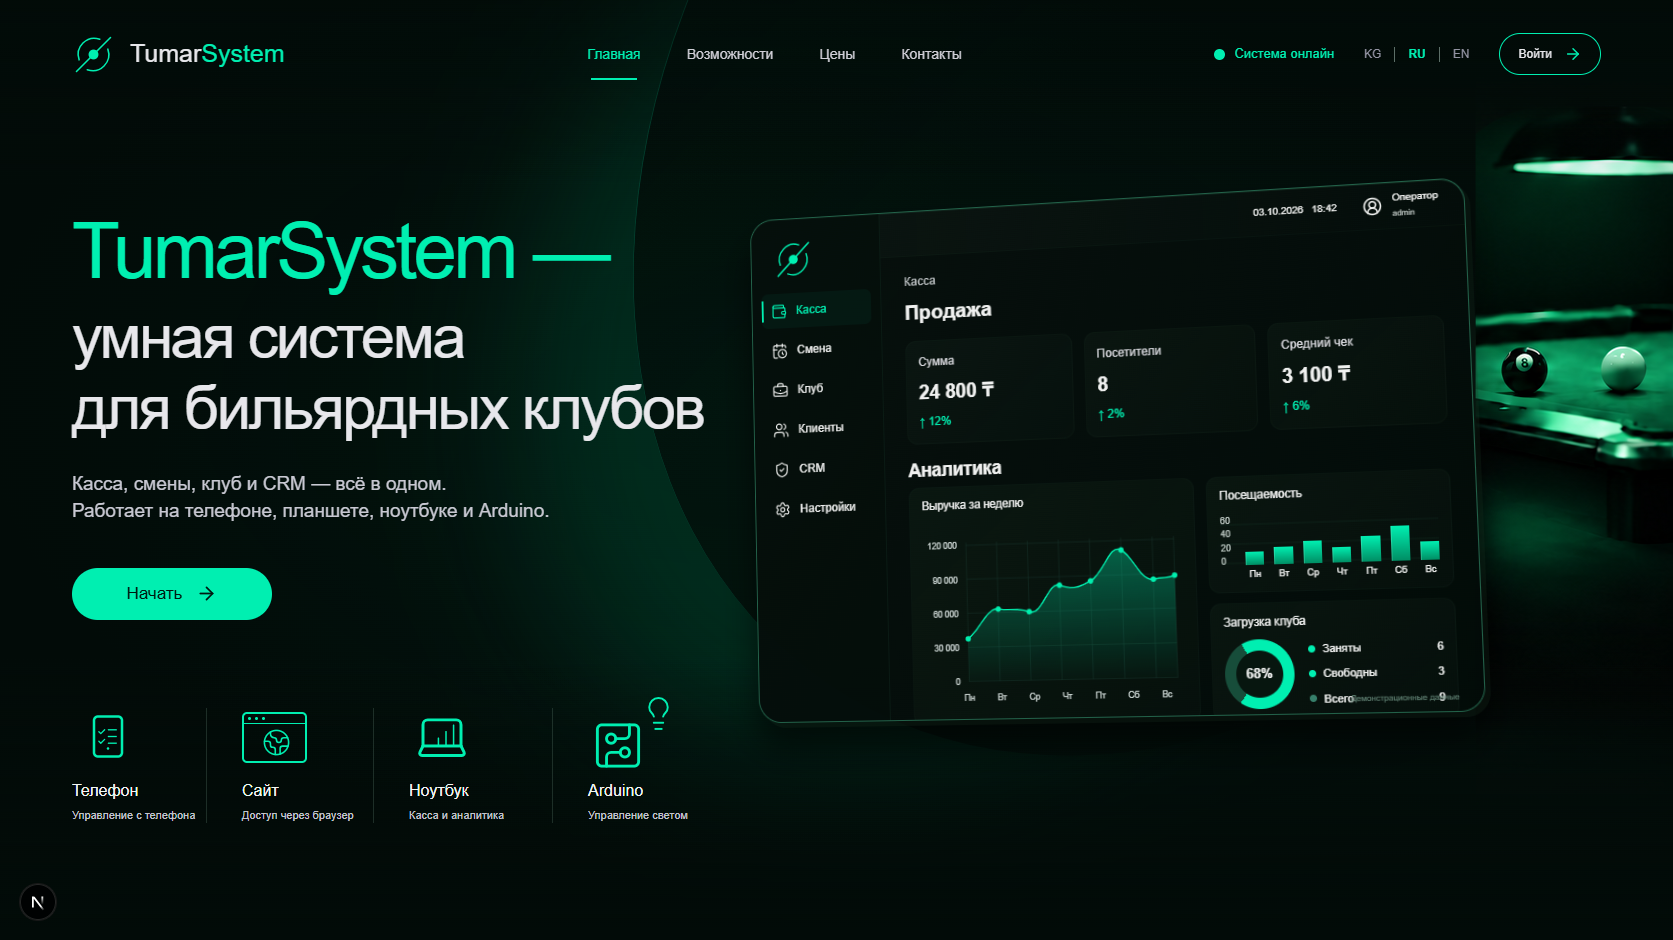 TumarSystem
Главная
Возможности
Цены
Контакты
Система онлайн
KG
RU
EN
Войти
TumarSystem —
умная система
для бильярдных клубов
Касса, смены, клуб и CRM — всё в одном.
Работает на телефоне, планшете, ноутбуке и Arduino.
Начать
Телефон
Управление с телефона
Сайт
Доступ через браузер
Ноутбук
Касса и аналитика
Arduino
Управление светом
03.10.2026 18:42
Оператор
admin
Касса
Смена
Клуб
Клиенты
CRM
Настройки
Касса
Продажа
Сумма
24 800 ₸
↑ 12%
Посетители
8
↑ 2%
Средний чек
3 100 ₸
↑ 6%
Аналитика
Выручка за неделю
120 000
90 000
60 000
30 000
0
Пн Вт Ср Чт Пт Сб Вс
Посещаемость
60
40
20
0
Пн Вт Ср Чт Пт Сб Вс
Загрузка клуба
68%
Заняты 6
Свободны 3
Всего 9
Демонстрационные данные
8
N